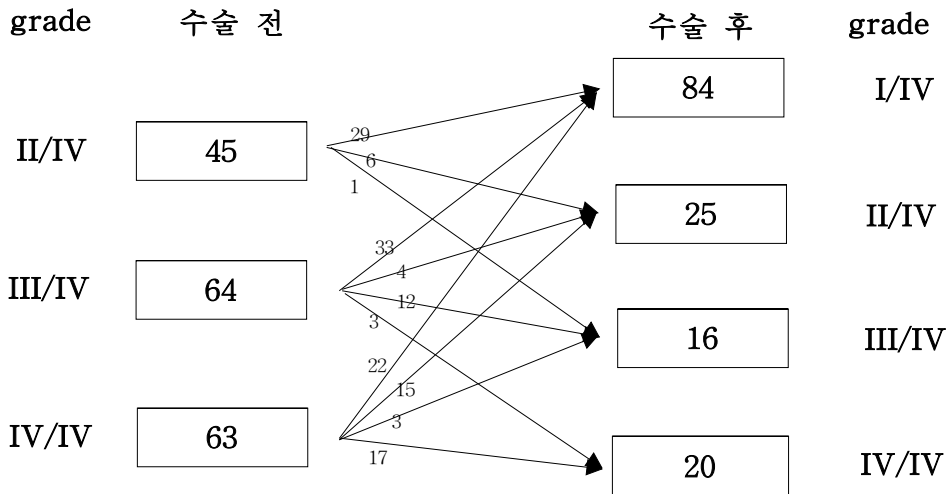 grade 수술 전 수술 후 grade
84 I/IV
II/IV 45
29
6
1
25 II/IV
33
III/IV 64
4
12
3
16 III/IV
22
15
3
IV/IV 63
17
20 IV/IV